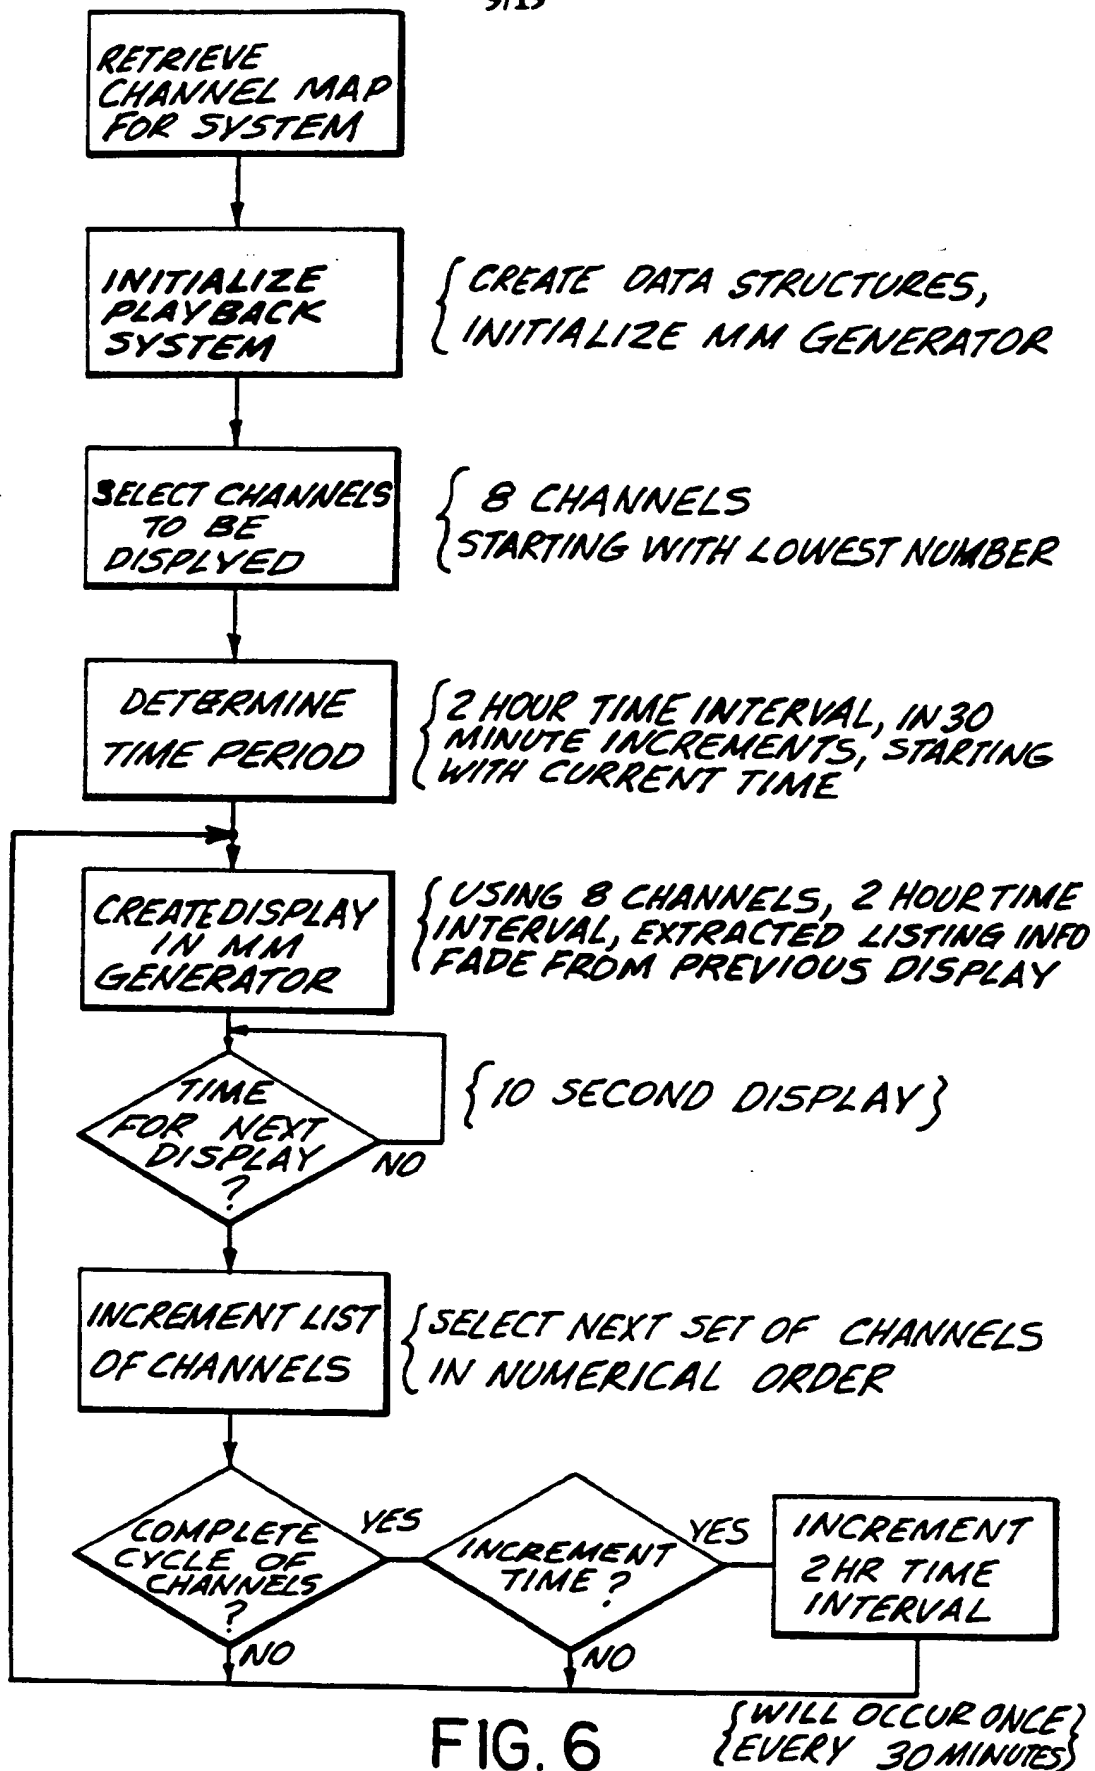 RETRIEVE
CHANNEL MAP
FOR SYSTEM
INITIALIZE
PLAYBACK
SYSTEM
{ CREATE DATA STRUCTURES,
INITIALIZE MM GENERATOR
SELECT CHANNELS
TO BE
DISPLYED
{ 8 CHANNELS
STARTING WITH LOWEST NUMBER
DETERMINE
TIME PERIOD
{ 2 HOUR TIME INTERVAL, IN 30
MINUTE INCREMENTS, STARTING
WITH CURRENT TIME
CREATE DISPLAY
IN MM
GENERATOR
{ USING 8 CHANNELS, 2 HOUR TIME
INTERVAL, EXTRACTED LISTING INFO
FADE FROM PREVIOUS DISPLAY
TIME
FOR NEXT
DISPLAY
?
NO
{ 10 SECOND DISPLAY }
INCREMENT LIST
OF CHANNELS
{ SELECT NEXT SET OF CHANNELS
IN NUMERICAL ORDER
COMPLETE
CYCLE OF
CHANNELS
?
YES
NO
INCREMENT
TIME ?
YES
NO
INCREMENT
2 HR TIME
INTERVAL
{ WILL OCCUR ONCE }
EVERY 30 MINUTES
FIG. 6